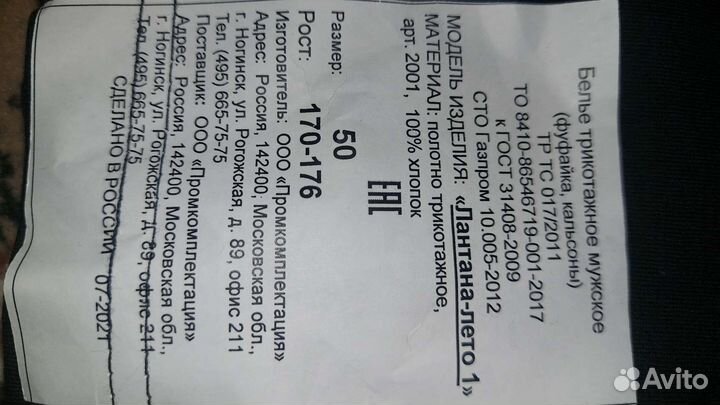 Белье трикотажное мужское
(фуфайка, кальсоны)
ТР ТС 017/2011
ТО 8410-86546719-001-2017
к ГОСТ 31408-2009
СТО Газпром 10.005-2012
МОДЕЛЬ ИЗДЕЛИЯ: «Лантана-лето 1»
МАТЕРИАЛ: полотно трикотажное,
арт. 2001, 100% хлопок
EAC
Размер: 50
Рост: 170-176
Изготовитель: ООО «Промкомплектация»
Адрес: Россия, 142400, Московская обл.,
г. Ногинск, ул. Рогожская, д. 89, офис 211
Тел. (495) 665-75-75
Поставщик: ООО «Промкомплектация»
Адрес: Россия, 142400, Московская обл.,
г. Ногинск, ул. Рогожская, д. 89, офис 211
Тел. (495) 665-75-75
СДЕЛАНО В РОССИИ 07-2021
Avito